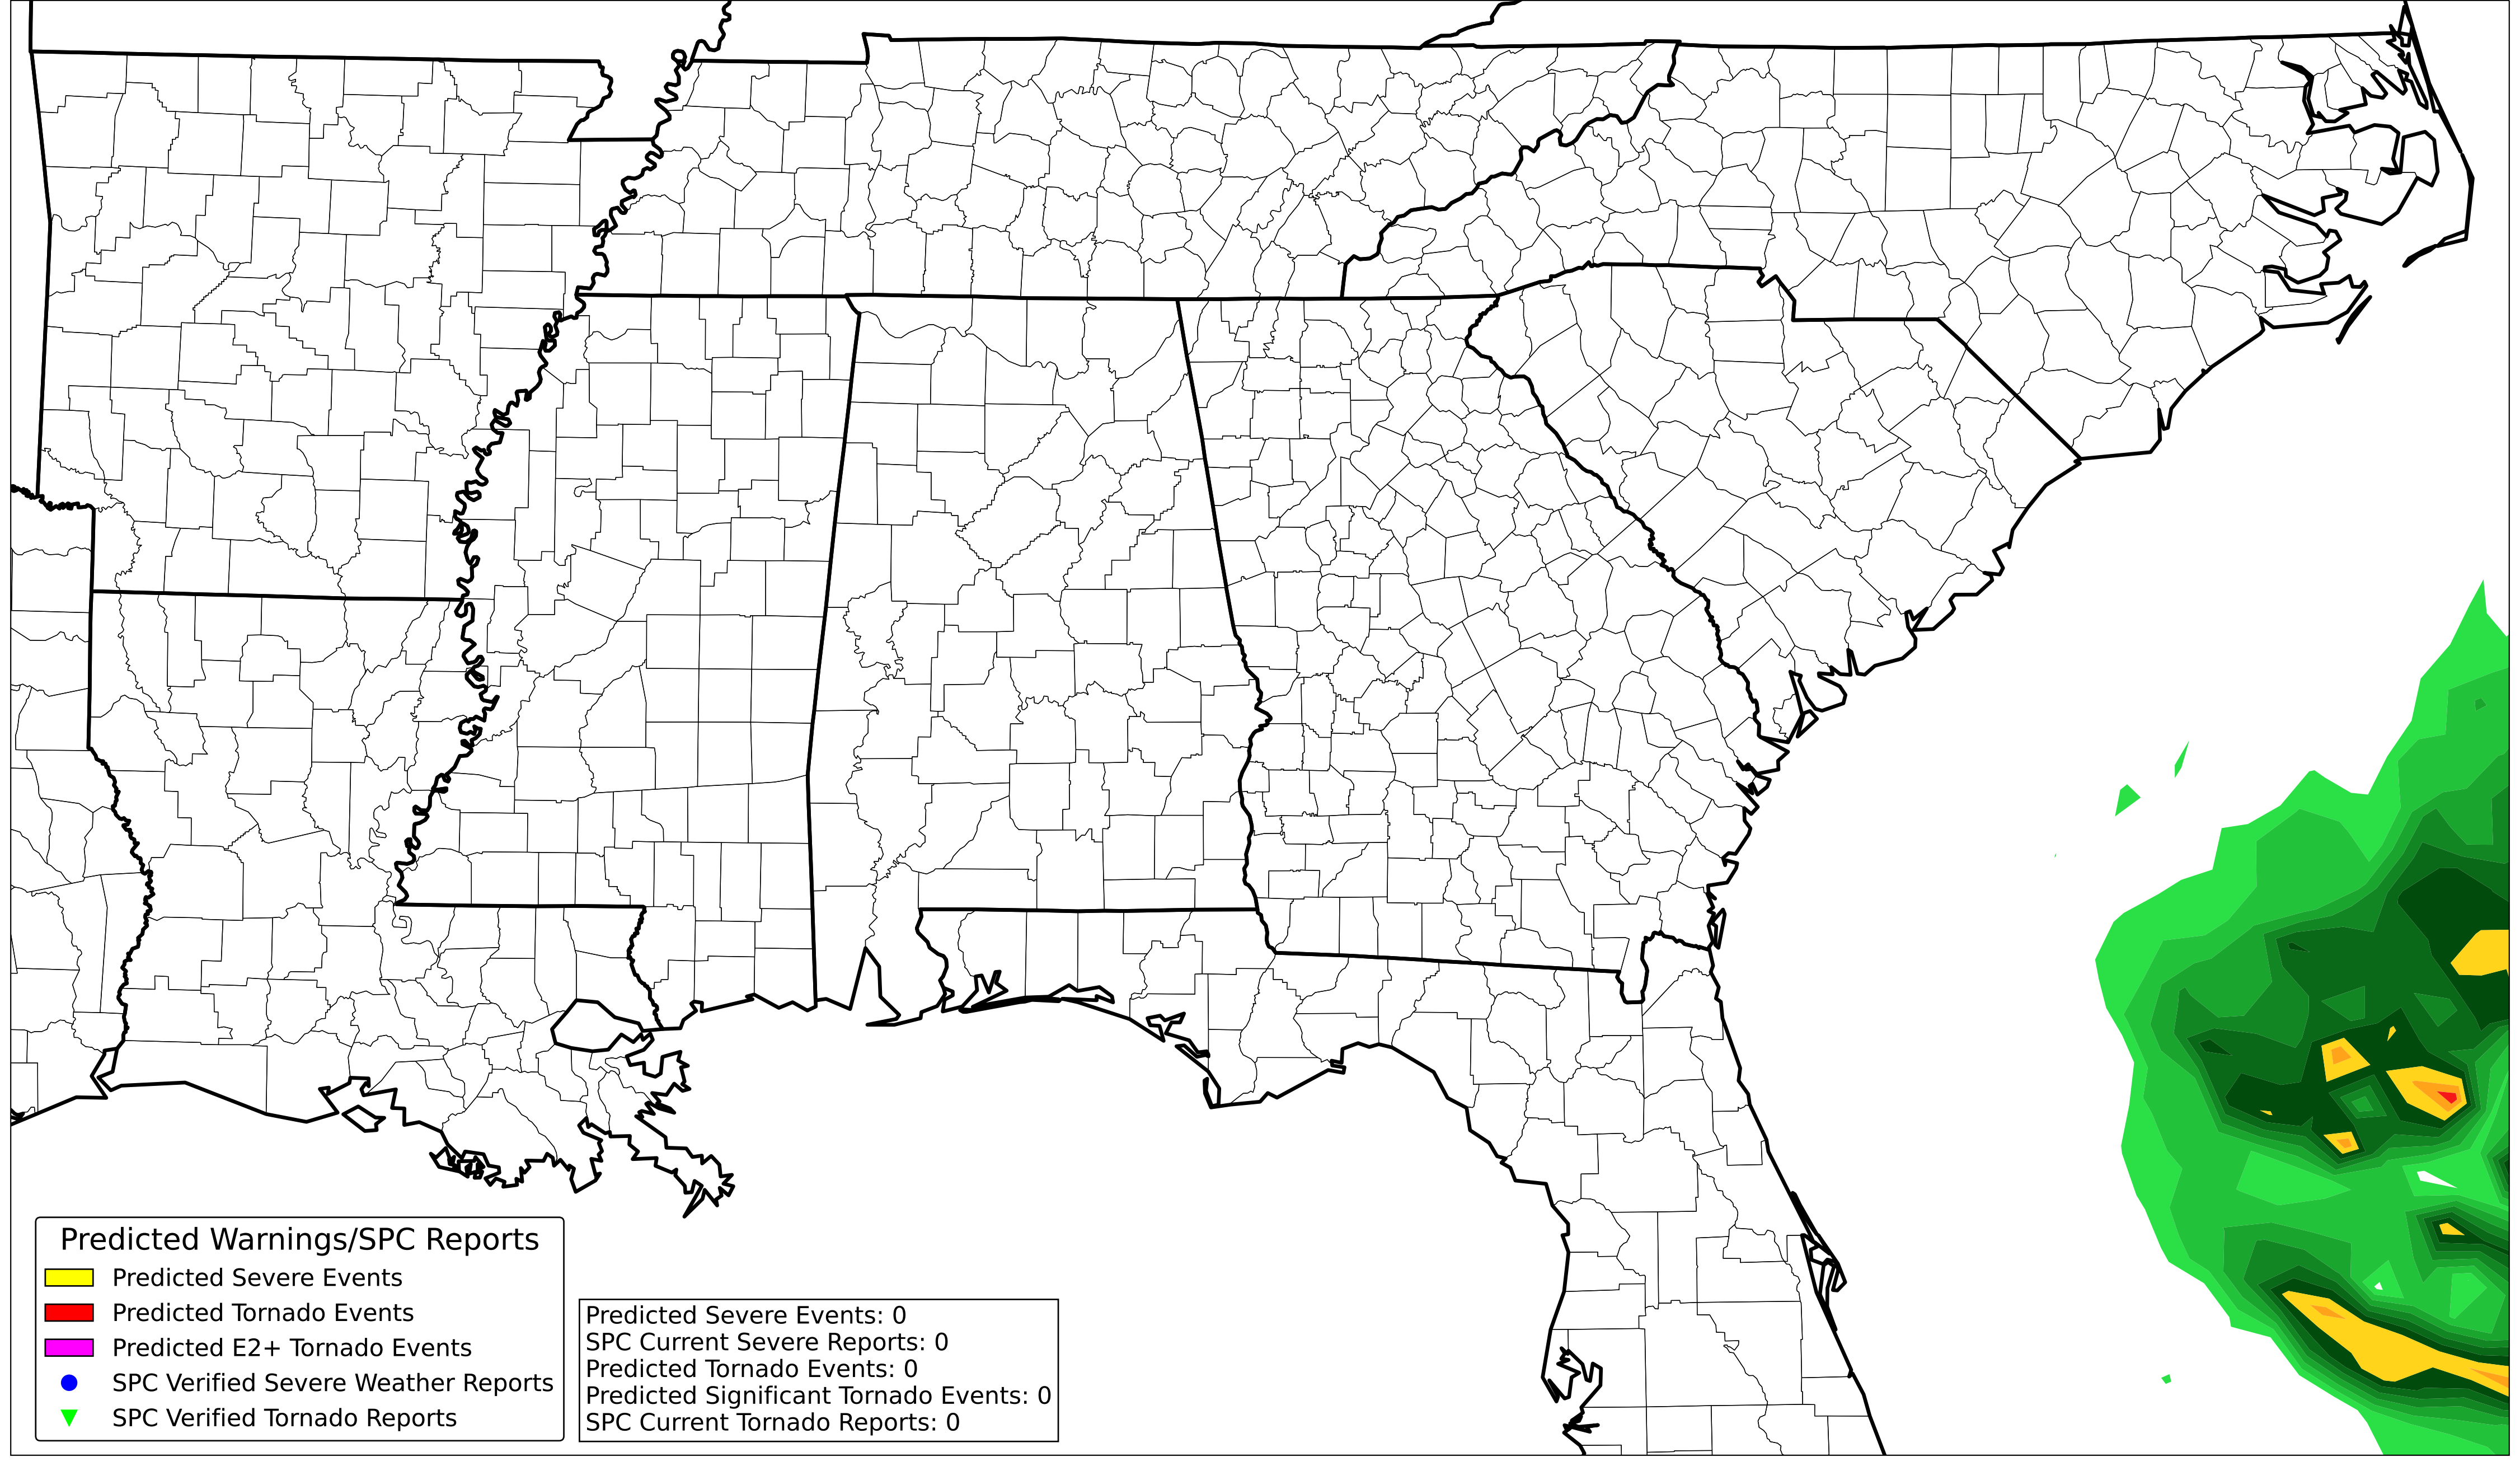 Predicted Warnings/SPC Reports
Predicted Severe Events
Predicted Tornado Events
Predicted E2+ Tornado Events
SPC Verified Severe Weather Reports
SPC Verified Tornado Reports
Predicted Severe Events: 0
SPC Current Severe Reports: 0
Predicted Tornado Events: 0
Predicted Significant Tornado Events: 0
SPC Current Tornado Reports: 0